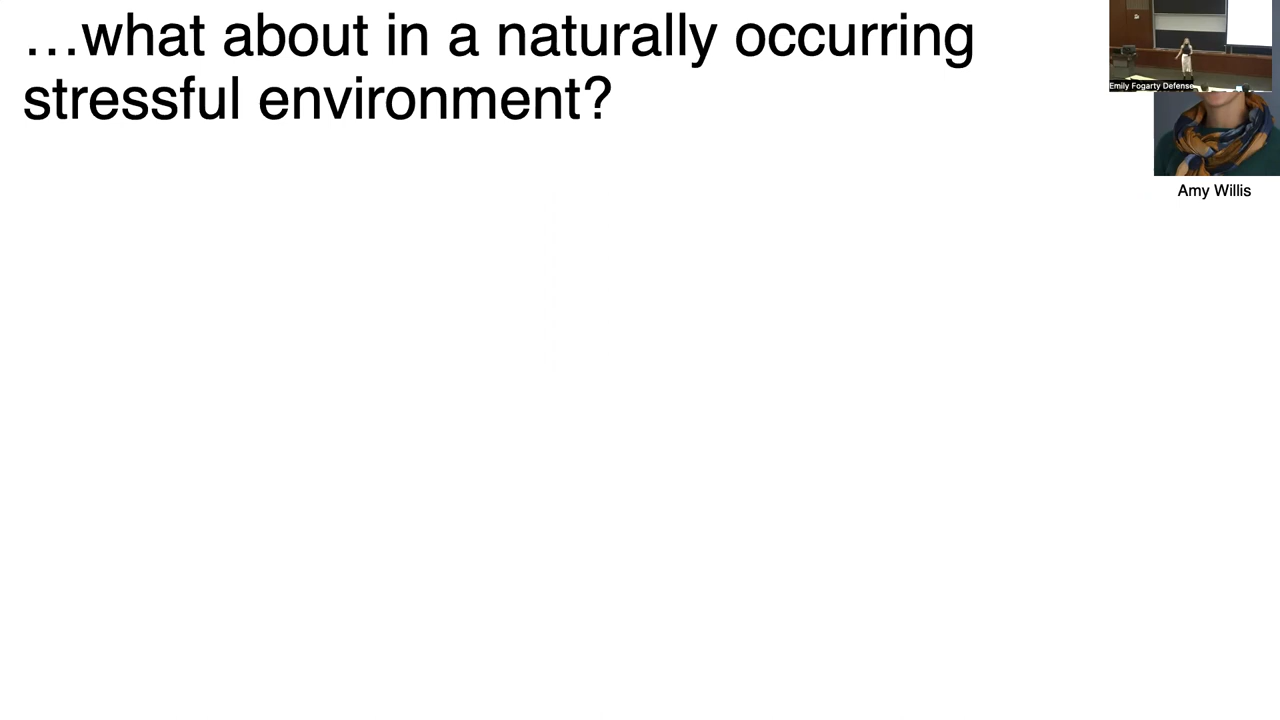 …what about in a naturally occurring
stressful environment?
Emily Fogarty Defense
Amy Willis